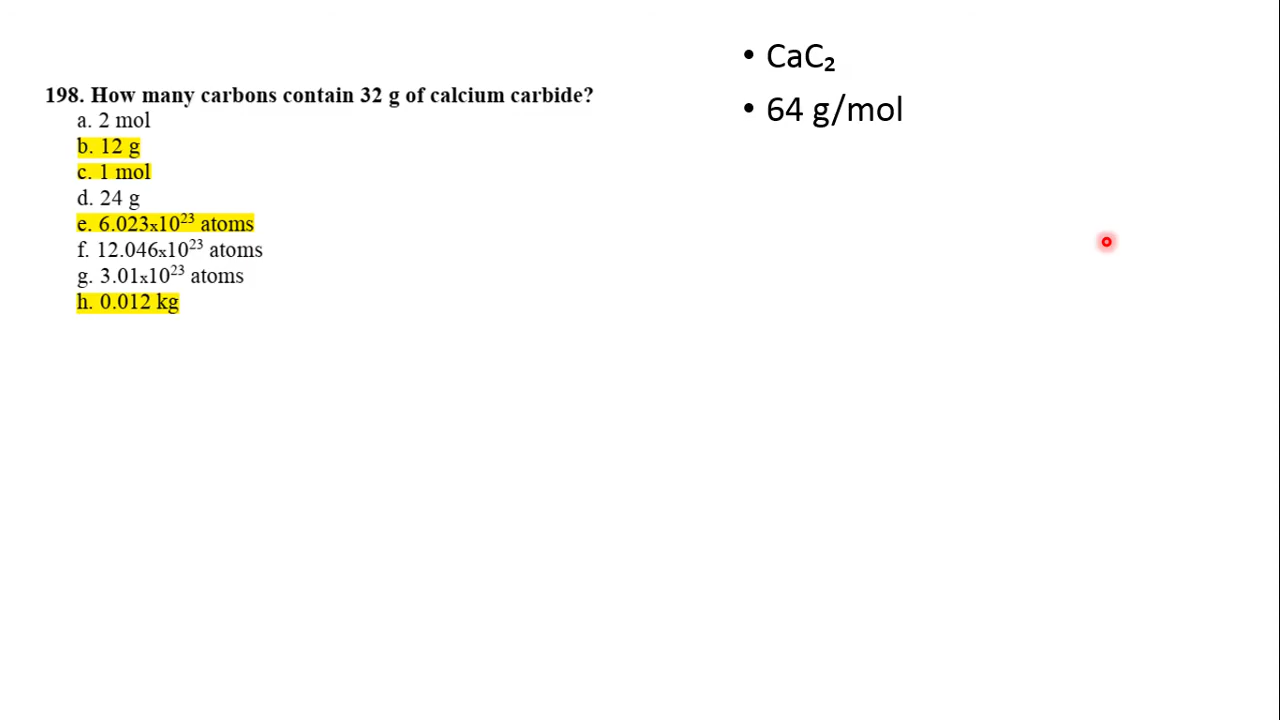 198. How many carbons contain 32 g of calcium carbide?
a. 2 mol
b. 12 g
c. 1 mol
d. 24 g
e. 6.023x10²³ atoms
f. 12.046x10²³ atoms
g. 3.01x10²³ atoms
h. 0.012 kg
• CaC₂
• 64 g/mol